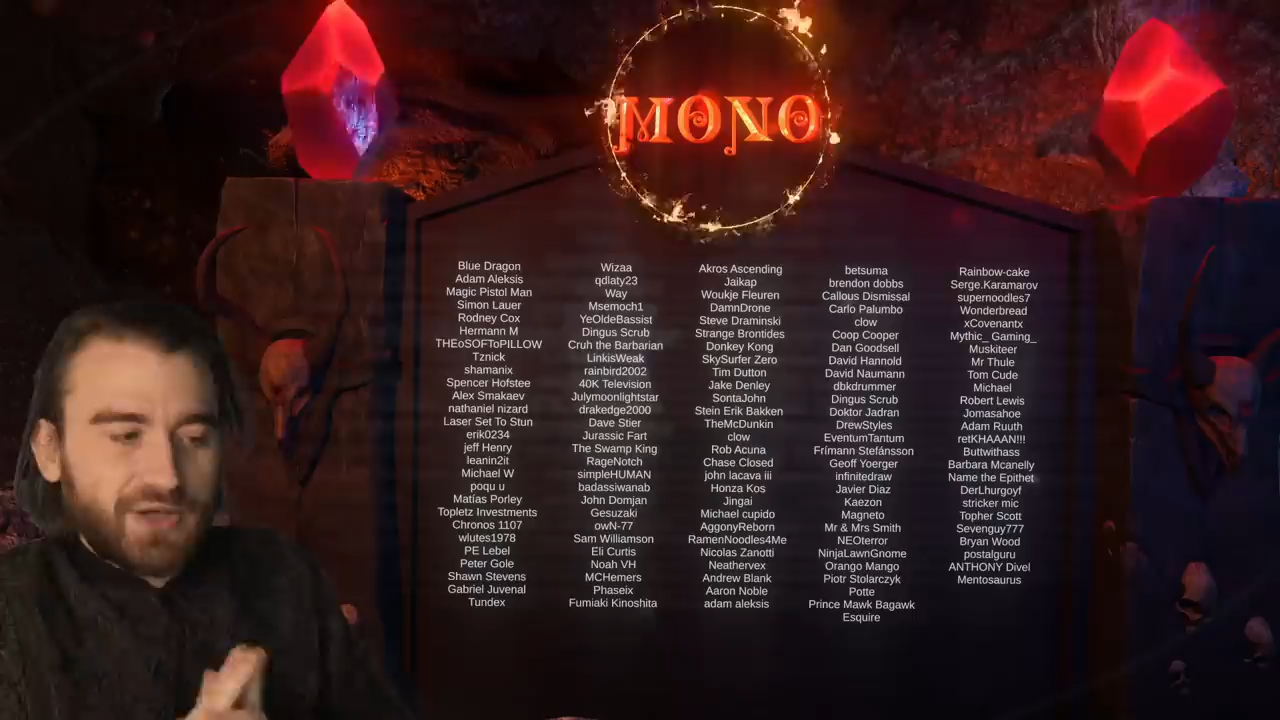 MONO
Blue Dragon
Adam Aleksis
Magic Pistol Man
Simon Lauer
Rodney Cox
Hermann M
THEoSOFToPILLOW
Tznick
shamanix
Spencer Hofstee
Alex Smakaev
nathaniel nizard
Laser Set To Stun
erik0234
jeff Henry
leanin2it
Michael W
poqu u
Matías Porley
Topletz Investments
Chronos 1107
wlutes1978
PE Lebel
Peter Gole
Shawn Stevens
Gabriel Juvenal
Tundex
Wizaa
qdlaty23
Way
Msemoch1
YeOldeBassist
Dingus Scrub
Cruh the Barbarian
LinkisWeak
rainbird2002
40K Television
Julymoonlightstar
drakedge2000
Dave Stier
Jurassic Fart
The Swamp King
RageNotch
simpleHUMAN
badassiwanab
John Domjan
Gesuzaki
owN-77
Sam Williamson
Eli Curtis
Noah VH
MCHemers
Phaseix
Fumiaki Kinoshita
Akros Ascending
Jaikap
Woukje Fleuren
DamnDrone
Steve Draminski
Strange Brontides
Donkey Kong
SkySurfer Zero
Tim Dutton
Jake Denley
SontaJohn
Stein Erik Bakken
TheMcDunkin
clow
Rob Acuna
Chase Closed
john lacava iii
Honza Kos
Jingai
Michael cupido
AggonyReborn
RamenNoodles4Me
Nicolas Zanotti
Neathervex
Andrew Blank
Aaron Noble
adam aleksis
betsuma
brendon dobbs
Callous Dismissal
Carlo Palumbo
clow
Coop Cooper
Dan Goodsell
David Hannold
David Naumann
dbkdrummer
Dingus Scrub
Doktor Jadran
DrewStyles
EventumTantum
Frímann Stefánsson
Geoff Yoerger
infinitedraw
Javier Diaz
Kaezon
Magneto
Mr & Mrs Smith
NEOterror
NinjaLawnGnome
Orango Mango
Piotr Stolarczyk
Potte
Prince Mawk Bagawk
Esquire
Rainbow-cake
Serge.Karamarov
supernoodles7
Wonderbread
xCovenantx
Mythic_ Gaming_
Muskiteer
Mr Thule
Tom Cude
Michael
Robert Lewis
Jomasahoe
Adam Ruuth
retKHAAAN!!!
Buttwithass
Barbara Mcanelly
Name the Epithet
DerLhurgoyf
stricker mic
Topher Scott
Sevenguy777
Bryan Wood
postalguru
ANTHONY Divel
Mentosaurus